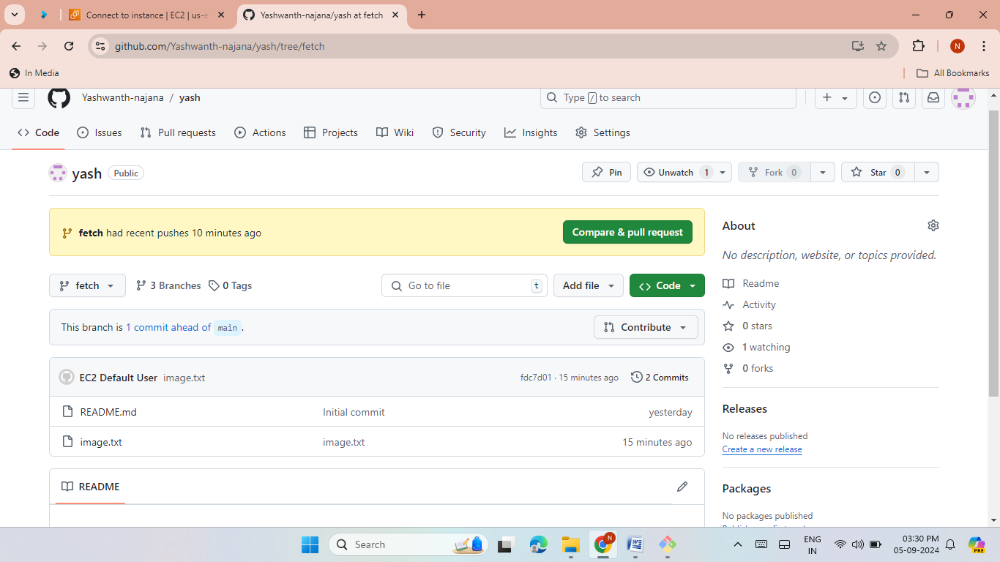 Connect to instance | EC2 | us-e
Yashwanth-najana/yash at fetch
github.com/Yashwanth-najana/yash/tree/fetch
N
In Media
All Bookmarks
Yashwanth-najana / yash
Type / to search
Code
Issues
Pull requests
Actions
Projects
Wiki
Security
Insights
Settings
yash Public
Pin
Unwatch 1
Fork 0
Star 0
fetch had recent pushes 10 minutes ago
Compare & pull request
fetch
3 Branches
0 Tags
Go to file t
Add file
<> Code
This branch is 1 commit ahead of main .
Contribute
EC2 Default User image.txt
fdc7d01 · 15 minutes ago
2 Commits
README.md Initial commit yesterday
image.txt image.txt 15 minutes ago
README
About
No description, website, or topics provided.
Readme
Activity
0 stars
1 watching
0 forks
Releases
No releases published
Create a new release
Packages
No packages published
Search
N
ENG
IN
03:30 PM
05-09-2024
PRE